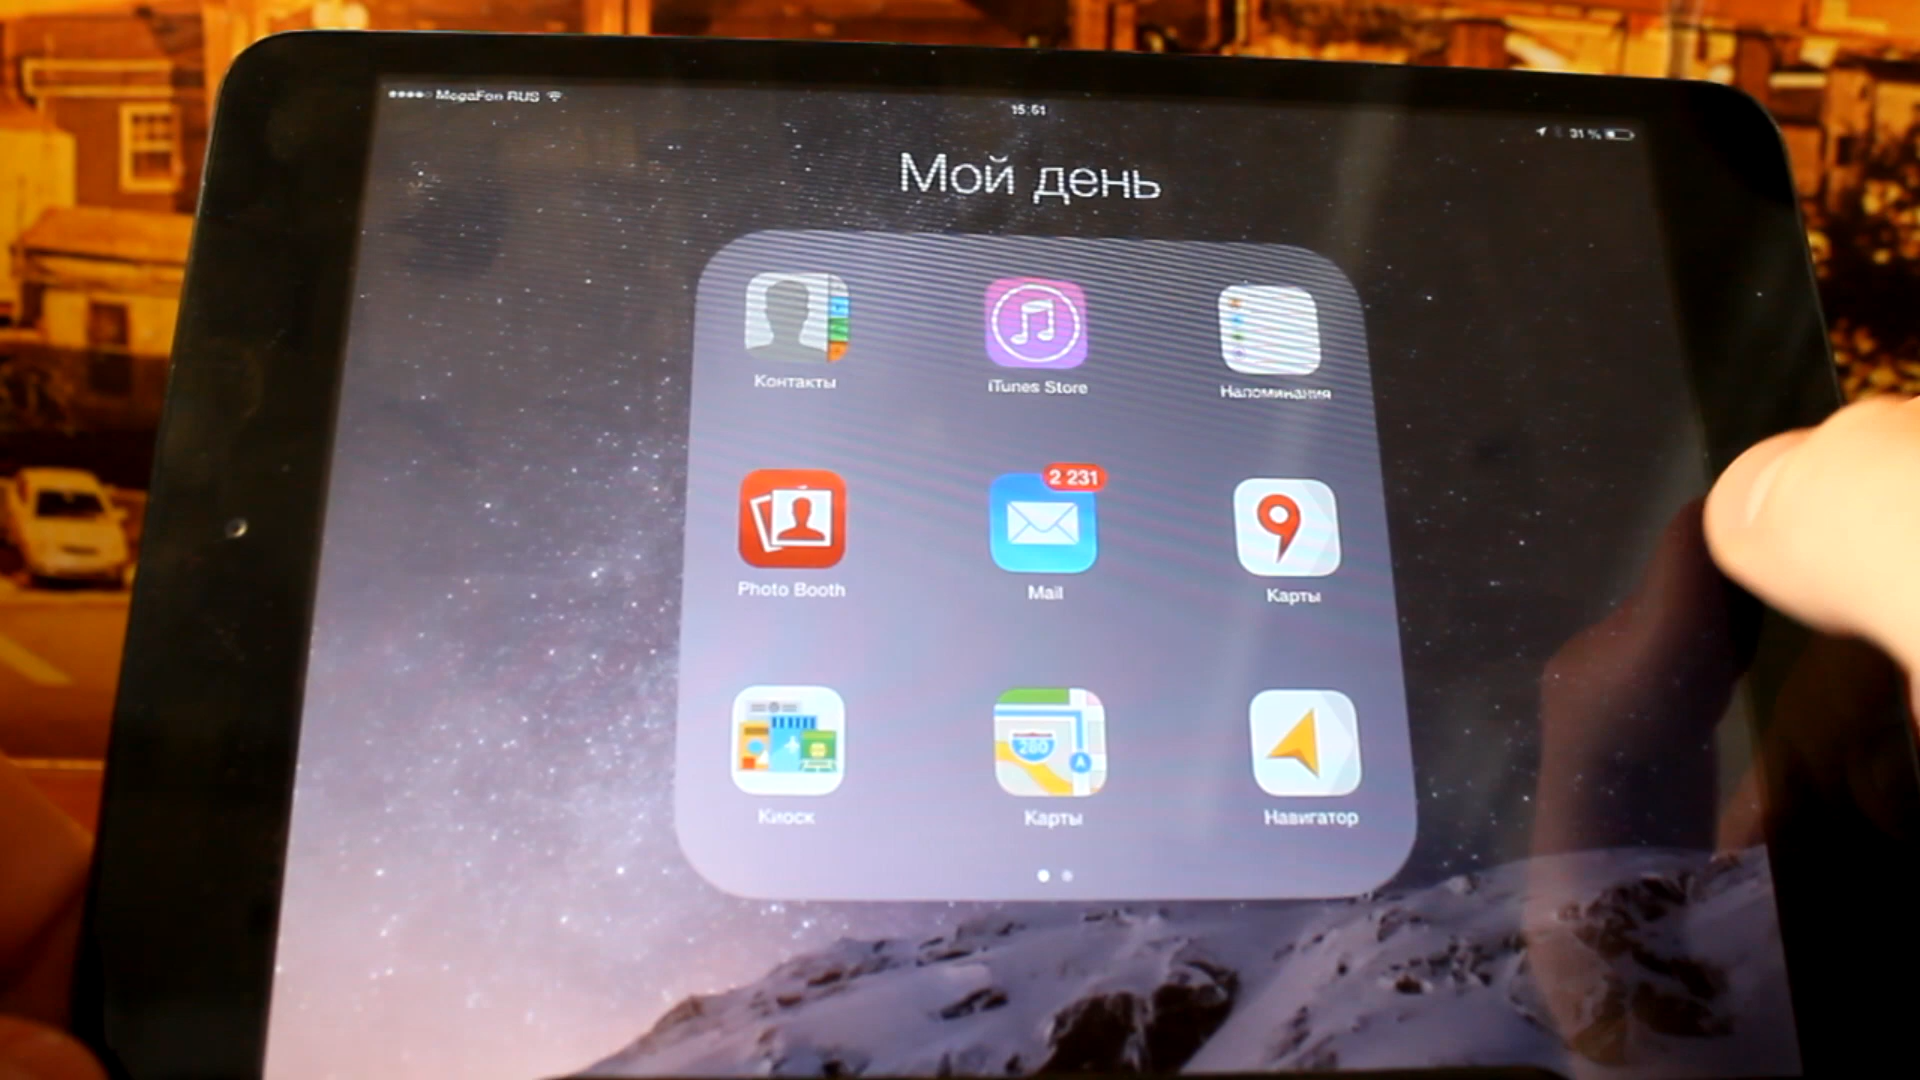 MegaFon RUS
15:51
31 %
Мой день
Контакты
iTunes Store
Напоминания
2 231
Photo Booth
Mail
Карты
280
A
Киоск
Карты
Навигатор